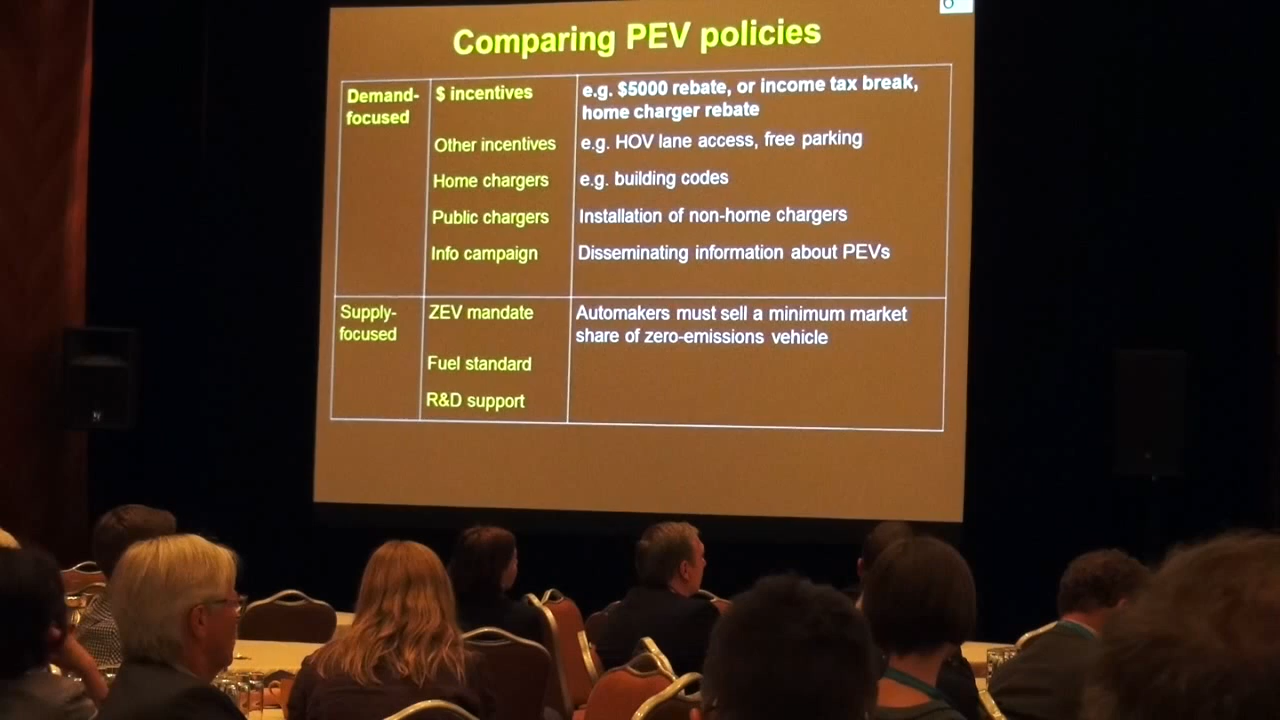 6
Comparing PEV policies
Demand-
focused
$ incentives
e.g. $5000 rebate, or income tax break,
home charger rebate
Other incentives
e.g. HOV lane access, free parking
Home chargers
e.g. building codes
Public chargers
Installation of non-home chargers
Info campaign
Disseminating information about PEVs
Supply-
focused
ZEV mandate
Automakers must sell a minimum market
share of zero-emissions vehicle
Fuel standard
R&D support